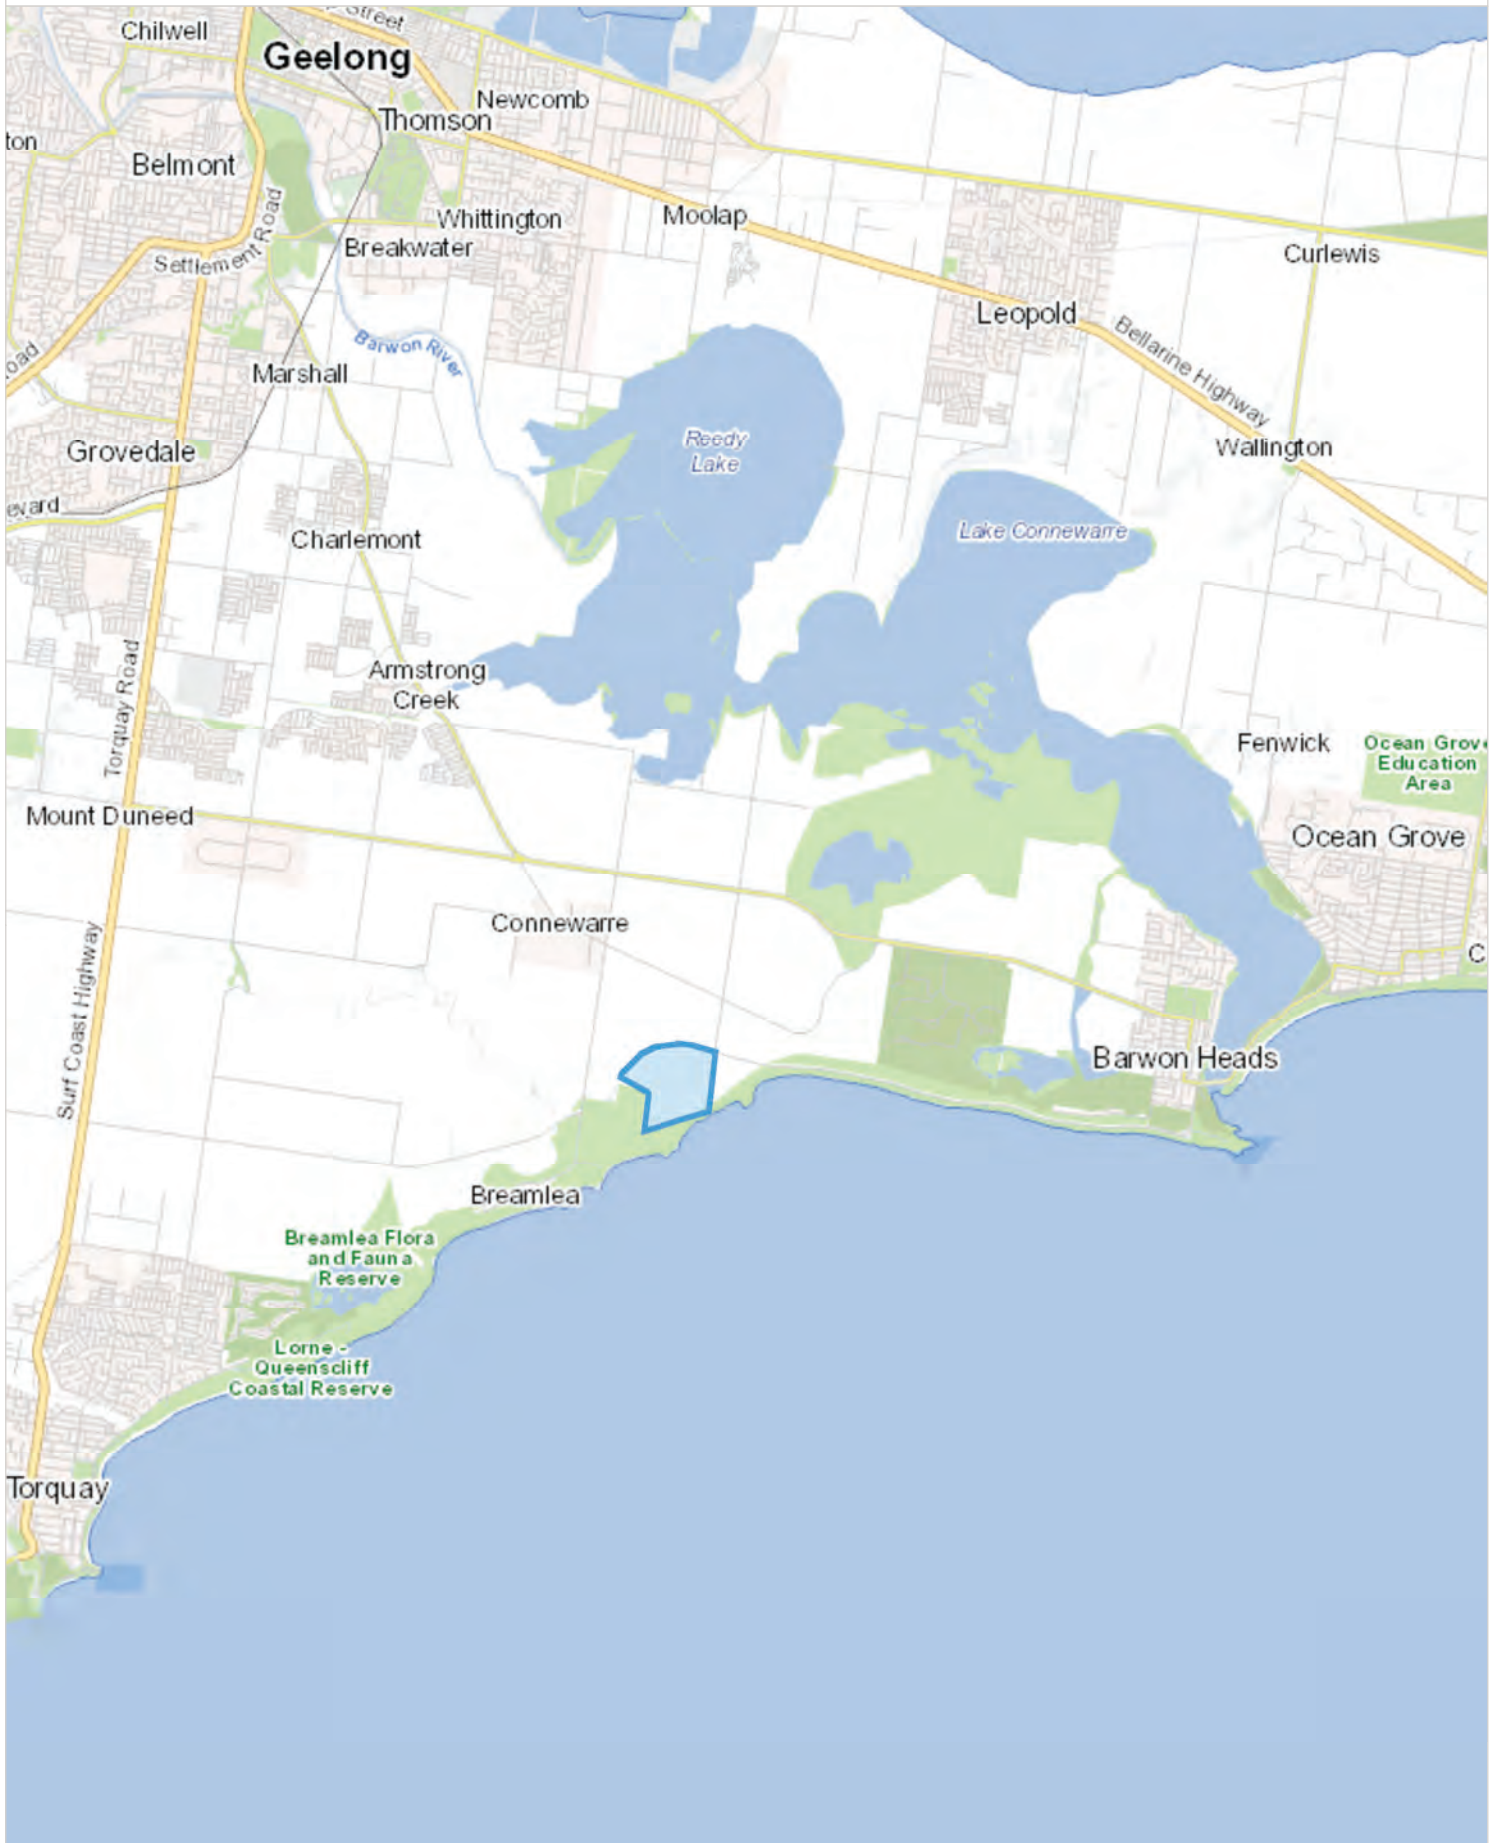 Street
Chilwell
Geelong
Newcomb
Thomson
ton
Belmont
Whittington
Moolap
Settlement Road
Breakwater
Curlewis
Leopold
Bellarine Highway
Barwon River
oad
Marshall
Reedy
Lake
Grovedale
Wallington
evard
Lake Connewarre
Charlemont
Armstrong
Creek
Torquay Road
Fenwick
Ocean Grove
Education
Area
Mount Duneed
Ocean Grove
Connewarre
C
Surf Coast Highway
Barwon Heads
Breamlea
Breamlea Flora
and Fauna
Reserve
Lorne -
Queenscliff
Coastal Reserve
Torquay